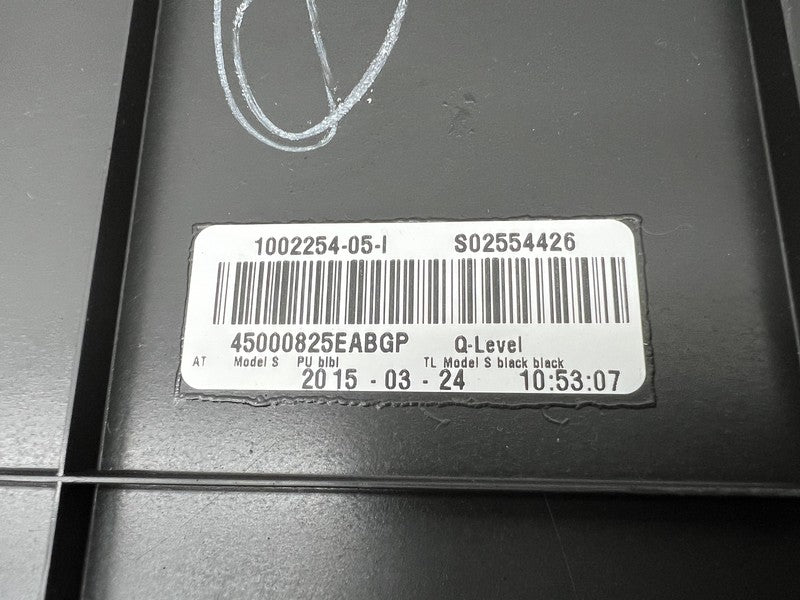 1002254-05-I S02554426
45000825EABGP Q-Level
AT Model S PU blbl TL Model S black black
2015 - 03 - 24 10:53:07